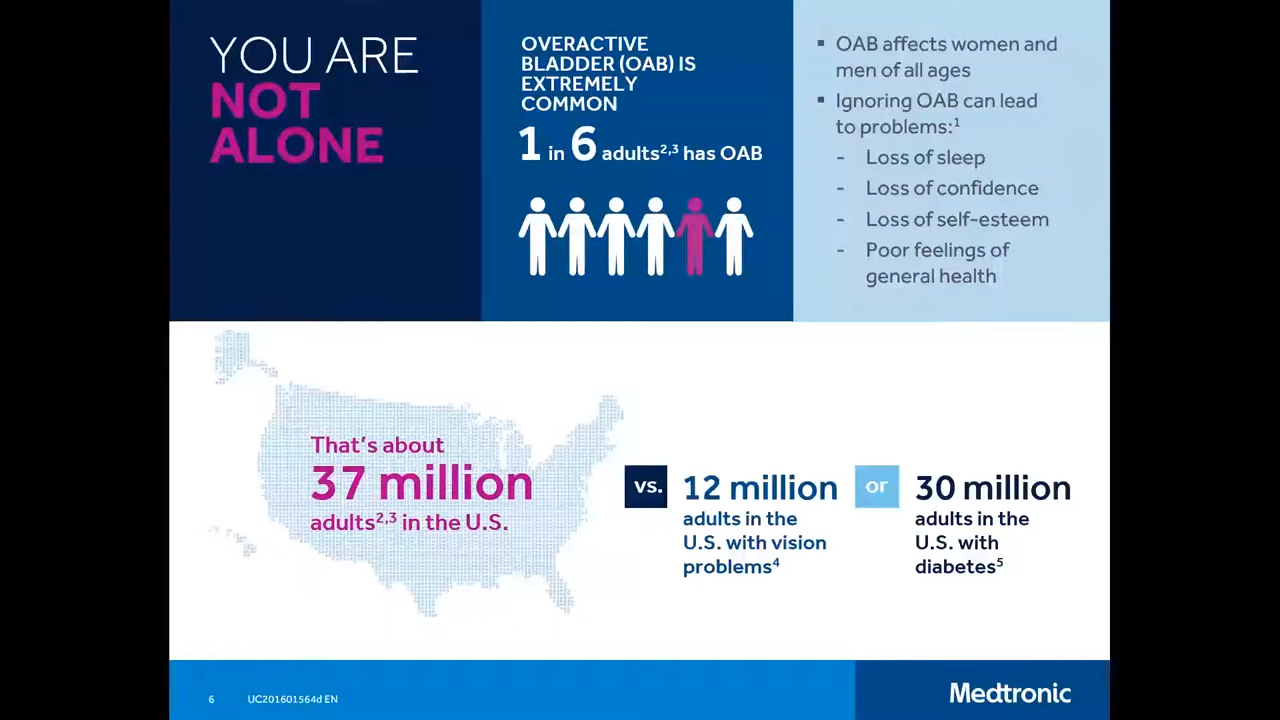 YOU ARE
NOT
ALONE
OVERACTIVE
BLADDER (OAB) IS
EXTREMELY
COMMON
1 in 6 adults2,3 has OAB
▪ OAB affects women and
men of all ages
▪ Ignoring OAB can lead
to problems:1
- Loss of sleep
- Loss of confidence
- Loss of self-esteem
- Poor feelings of
general health
That's about
37 million
adults2,3 in the U.S.
vs.
12 million
adults in the
U.S. with vision
problems4
or
30 million
adults in the
U.S. with
diabetes5
6 UC201601564d EN
Medtronic